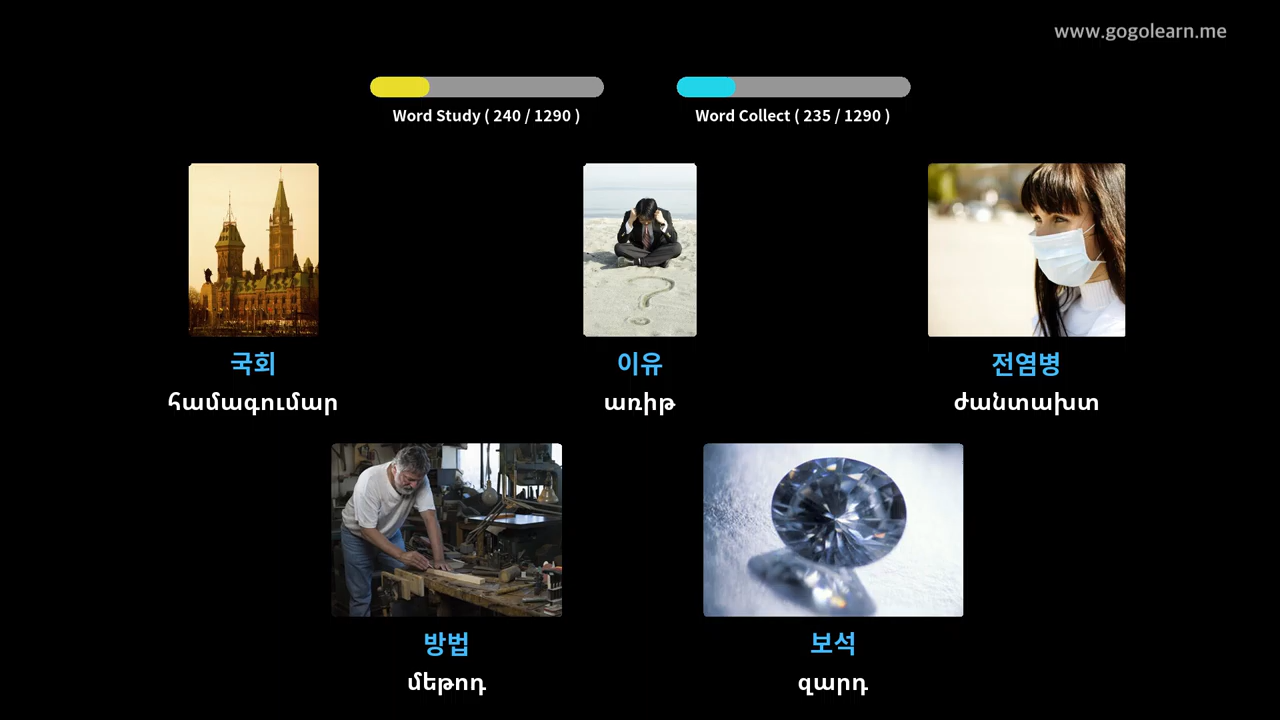 www.gogolearn.me
Word Study ( 240 / 1290 )
Word Collect ( 235 / 1290 )
국회
համագումար
이유
առիթ
전염병
ժանտախտ
방법
մեթոդ
보석
զարդ